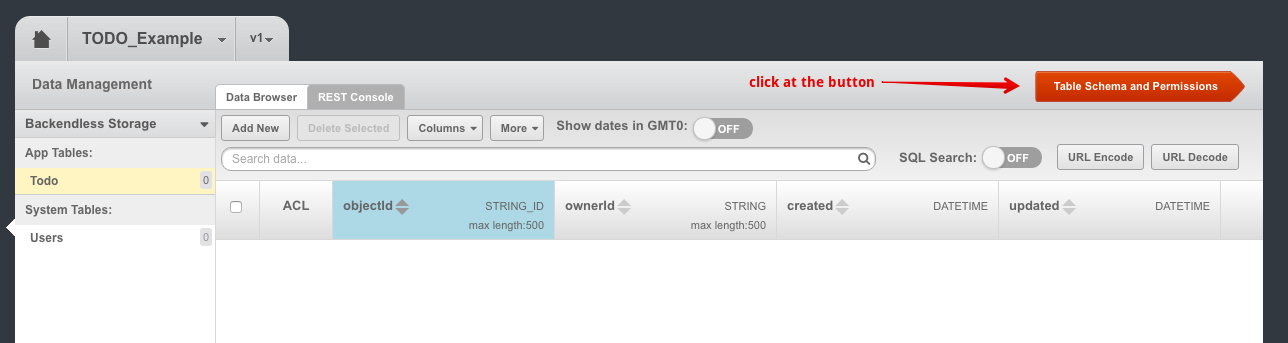 TODO_Example
v1
Data Management
click at the button
Table Schema and Permissions
Data Browser
REST Console
Backendless Storage
Add New
Delete Selected
Columns
More
Show dates in GMT0:
OFF
App Tables:
Search data...
SQL Search:
OFF
URL Encode
URL Decode
Todo
0
System Tables:
Users
0
ACL
objectId
STRING_ID
max length:500
ownerId
STRING
max length:500
created
DATETIME
updated
DATETIME